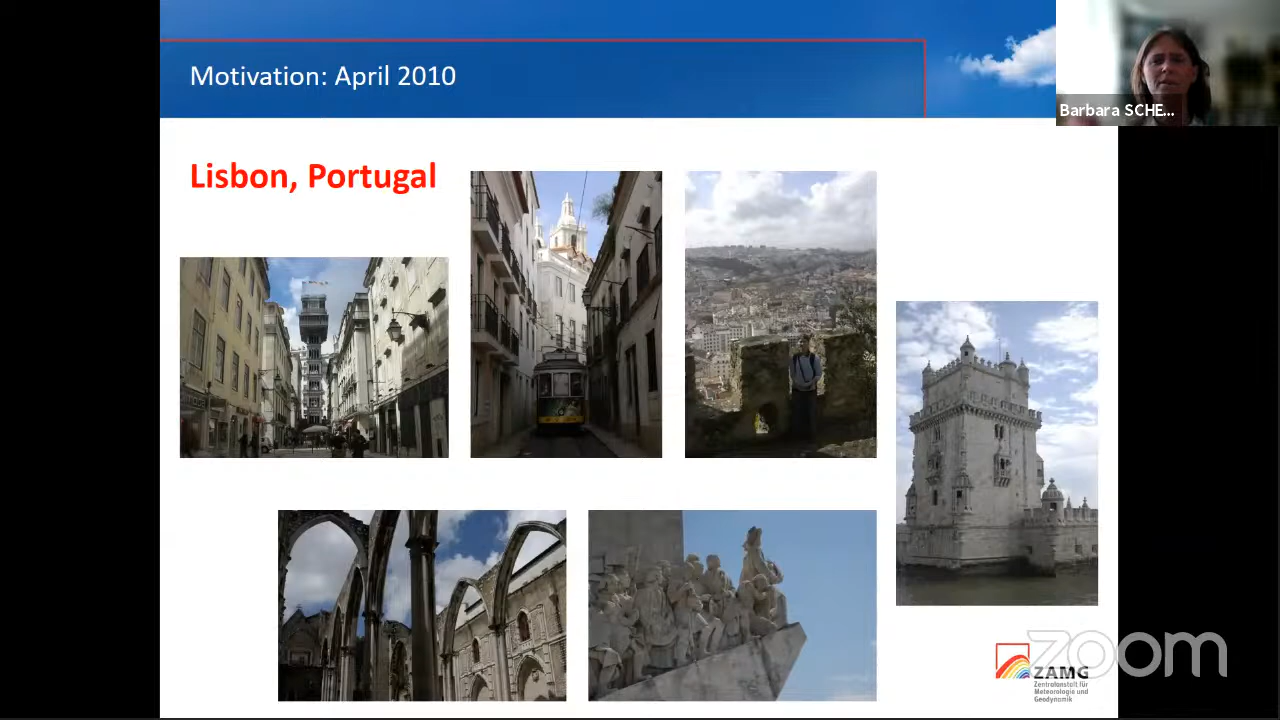 Motivation: April 2010
Barbara SCHE...
Lisbon, Portugal
zoom
ZAMG
Zentralanstalt für
Meteorologie und
Geodynamik